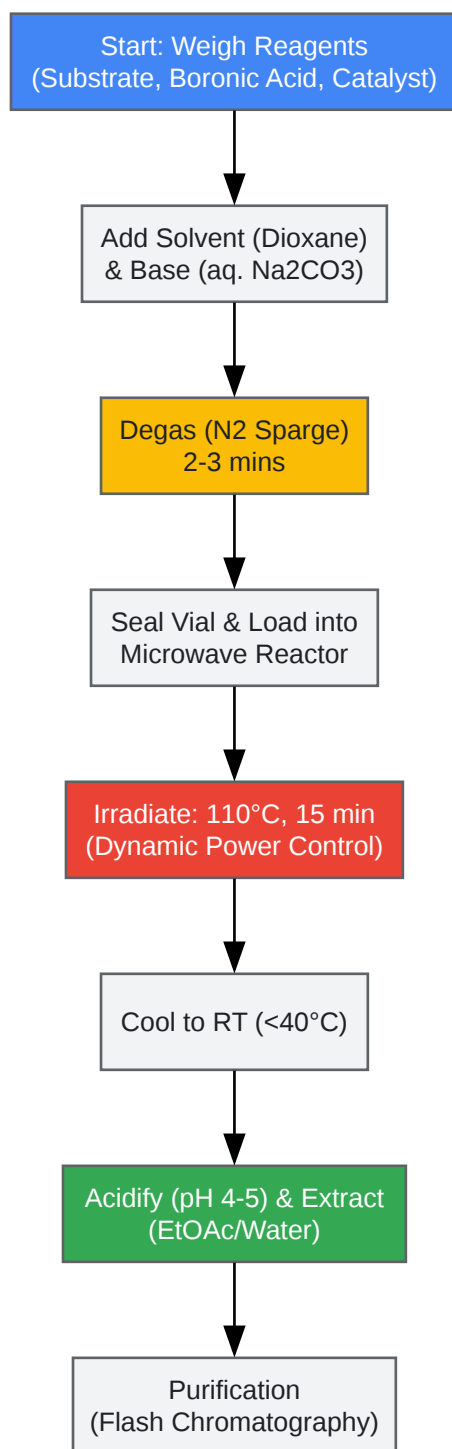 Start: Weigh Reagents
(Substrate, Boronic Acid, Catalyst)
Add Solvent (Dioxane)
& Base (aq. Na2CO3)
Degas (N2 Sparge)
2-3 mins
Seal Vial & Load into
Microwave Reactor
Irradiate: 110°C, 15 min
(Dynamic Power Control)
Cool to RT (<40°C)
Acidify (pH 4-5) & Extract
(EtOAc/Water)
Purification
(Flash Chromatography)